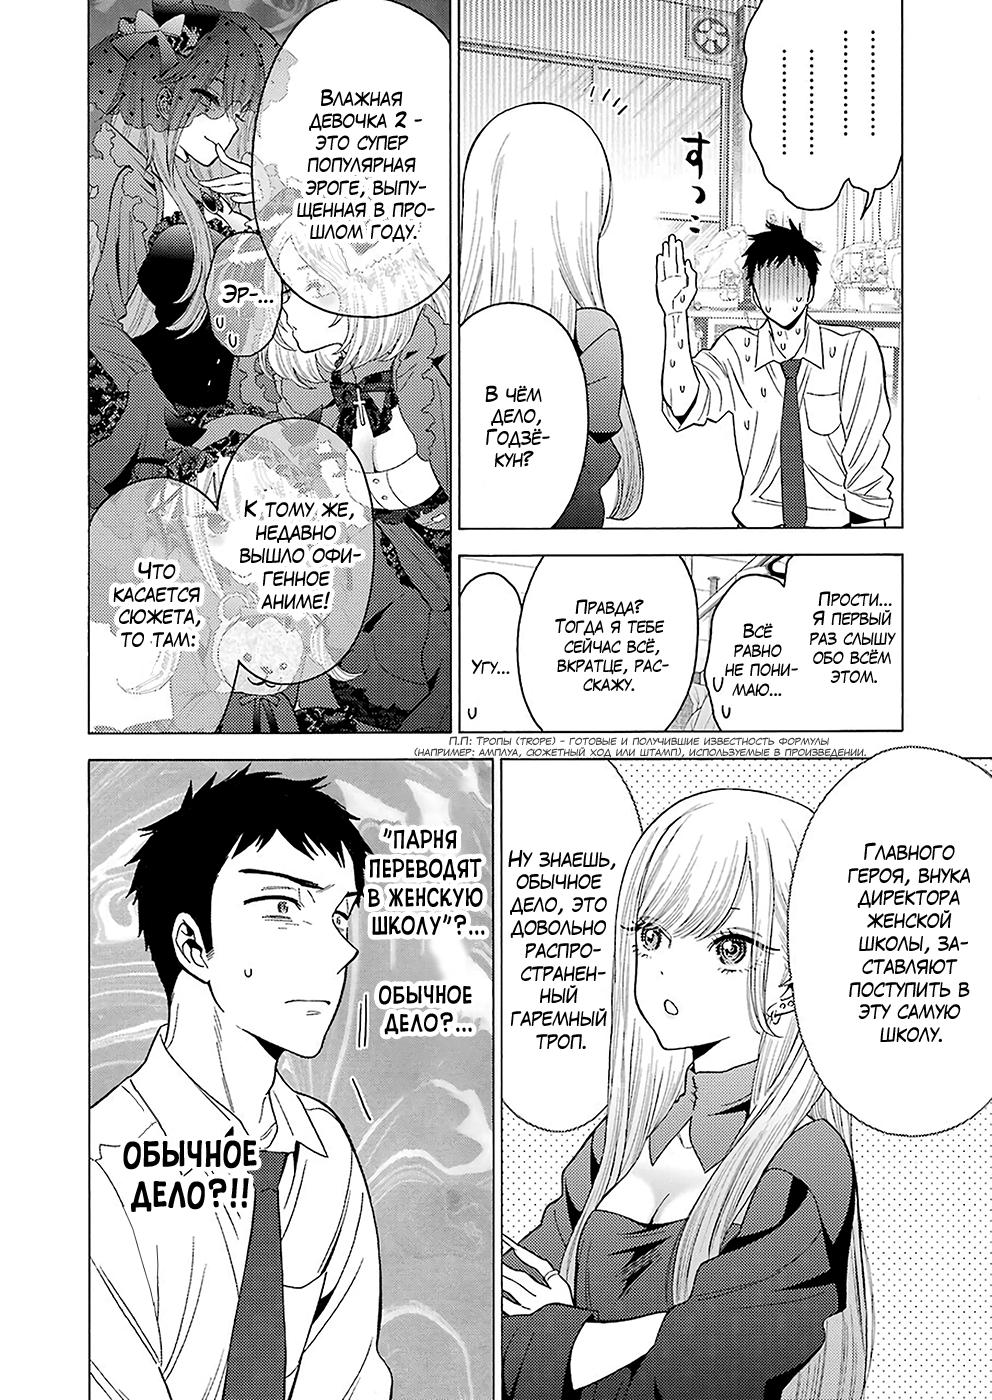 すっ…
В ЧЁМ
ДЕЛО,
ГОДЗЁ-
КУН?
ПРОСТИ...
Я ПЕРВЫЙ
РАЗ СЛЫШУ
ОБО ВСЁМ
ЭТОМ.
ВСЁ
РАВНО
НЕ ПОНИ-
МАЮ...
ПРАВДА?
ТОГДА Я ТЕБЕ
СЕЙЧАС ВСЁ,
ВКРАТЦЕ, РАС-
СКАЖУ.
УГУ...
ВЛАЖНАЯ
ДЕВОЧКА 2 -
ЭТО СУПЕР
ПОПУЛЯРНАЯ
ЭРОГЕ, ВЫПУ-
ЩЕННАЯ В ПРО-
ШЛОМ ГОДУ.
ЭР-...
К ТОМУ ЖЕ,
НЕДАВНО
ВЫШЛО ОФИ-
ГЕННОЕ
АНИМЕ!
ЧТО
КАСАЕТСЯ
СЮЖЕТА,
ТО ТАМ:
П.П: ТРОПЫ (TROPE) - ГОТОВЫЕ И ПОЛУЧИВШИЕ ИЗВЕСТНОСТЬ ФОРМУЛЫ
(НАПРИМЕР: АМПЛУА, СЮЖЕТНЫЙ ХОД ИЛИ ШТАМП), ИСПОЛЬЗУЕМЫЕ В ПРОИЗВЕДЕНИИ.
ГЛАВНОГО
ГЕРОЯ, ВНУКА
ДИРЕКТОРА
ЖЕНСКОЙ
ШКОЛЫ, ЗА-
СТАВЛЯЮТ
ПОСТУПИТЬ В
ЭТУ САМУЮ
ШКОЛУ.
НУ ЗНАЕШЬ,
ОБЫЧНОЕ
ДЕЛО, ЭТО
ДОВОЛЬНО
РАСПРО-
СТРАНЕН-
НЫЙ
ГАРЕМНЫЙ
ТРОП.
"ПАРНЯ
ПЕРЕВОДЯТ
В ЖЕНСКУЮ
ШКОЛУ"?...
ОБЫЧНОЕ
ДЕЛО?...
ОБЫЧНОЕ
ДЕЛО?!!